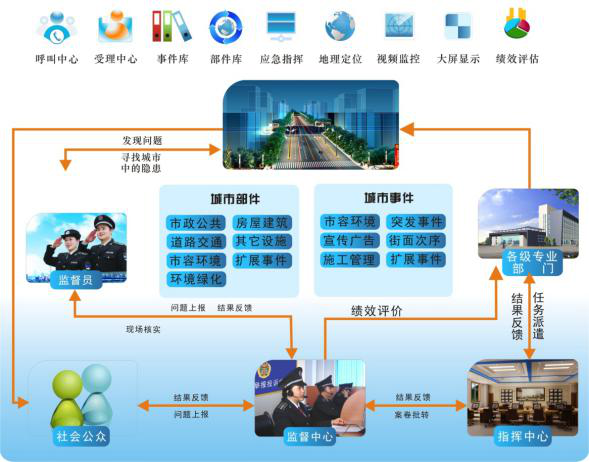 呼叫中心
受理中心
事件库
部件库
应急指挥
地理定位
视频监控
大屏显示
绩效评估
发现问题
寻找城市
中的隐患
城市部件
市政公共
房屋建筑
道路交通
其它设施
市容环境
扩展事件
环境绿化
城市事件
市容环境
突发事件
宣传广告
街面次序
施工管理
扩展事件
监督员
各级专业
部 门
问题上报 结果反馈
现场核实
绩效评价
结果反馈
任务派遣
举报投诉
结果反馈
问题上报
结果反馈
案卷批转
社会公众
监督中心
指挥中心